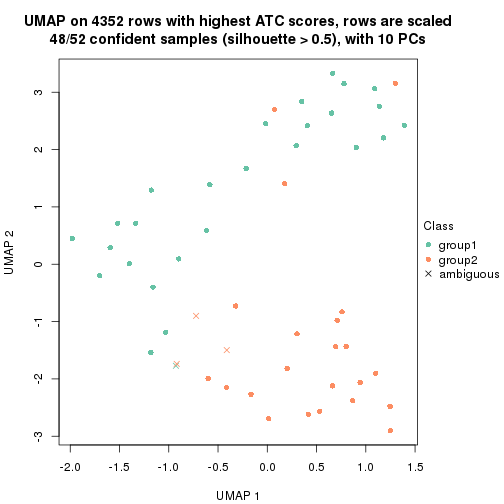 UMAP on 4352 rows with highest ATC scores, rows are scaled
48/52 confident samples (silhouette > 0.5), with 10 PCs
3
2
1
0
-1
-2
-3
UMAP 2
-2.0 -1.5 -1.0 -0.5 0.0 0.5 1.0 1.5
UMAP 1
Class
group1
group2
ambiguous